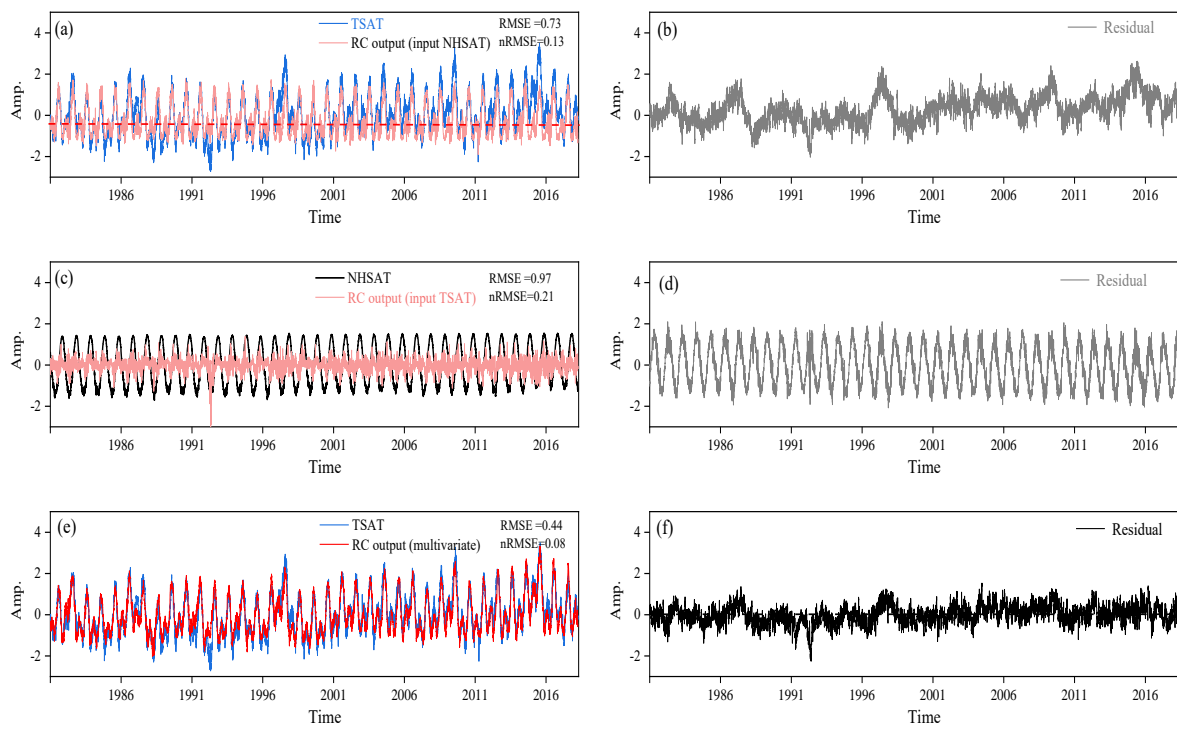 (a)
TSAT
RC output (input NHSAT)
RMSE =0.73
nRMSE=0.13
4
2
0
-2
Amp.
1986 1991 1996 2001 2006 2011 2016
Time
(b)
Residual
4
2
0
-2
Amp.
1986 1991 1996 2001 2006 2011 2016
Time
(c)
NHSAT
RC output (input TSAT)
RMSE =0.97
nRMSE=0.21
4
2
0
-2
Amp.
1986 1991 1996 2001 2006 2011 2016
Time
(d)
Residual
4
2
0
-2
Amp.
1986 1991 1996 2001 2006 2011 2016
Time
(e)
TSAT
RC output (multivariate)
RMSE =0.44
nRMSE=0.08
4
2
0
-2
Amp.
1986 1991 1996 2001 2006 2011 2016
Time
(f)
Residual
4
2
0
-2
Amp.
1986 1991 1996 2001 2006 2011 2016
Time